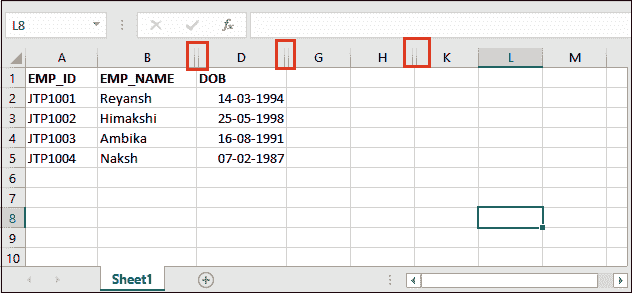 L8 fx
A B D G H K L M
1 EMP_ID EMP_NAME DOB
2 JTP1001 Reyansh 14-03-1994
3 JTP1002 Himakshi 25-05-1998
4 JTP1003 Ambika 16-08-1991
5 JTP1004 Naksh 07-02-1987
6
7
8
9
10
Sheet1